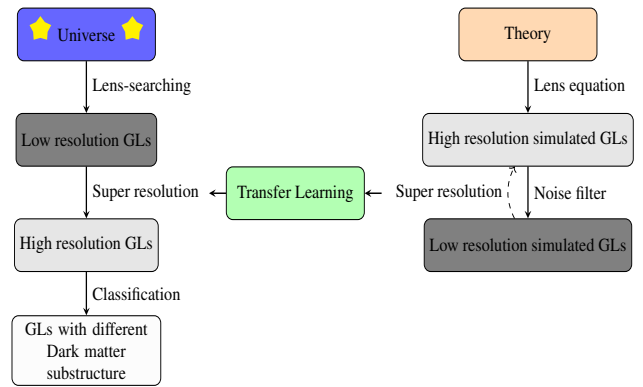 Universe
Theory
Lens-searching
Lens equation
Low resolution GLs
High resolution simulated GLs
Super resolution
Transfer Learning
Super resolution
Noise filter
High resolution GLs
Low resolution simulated GLs
Classification
GLs with different
Dark matter
substructure